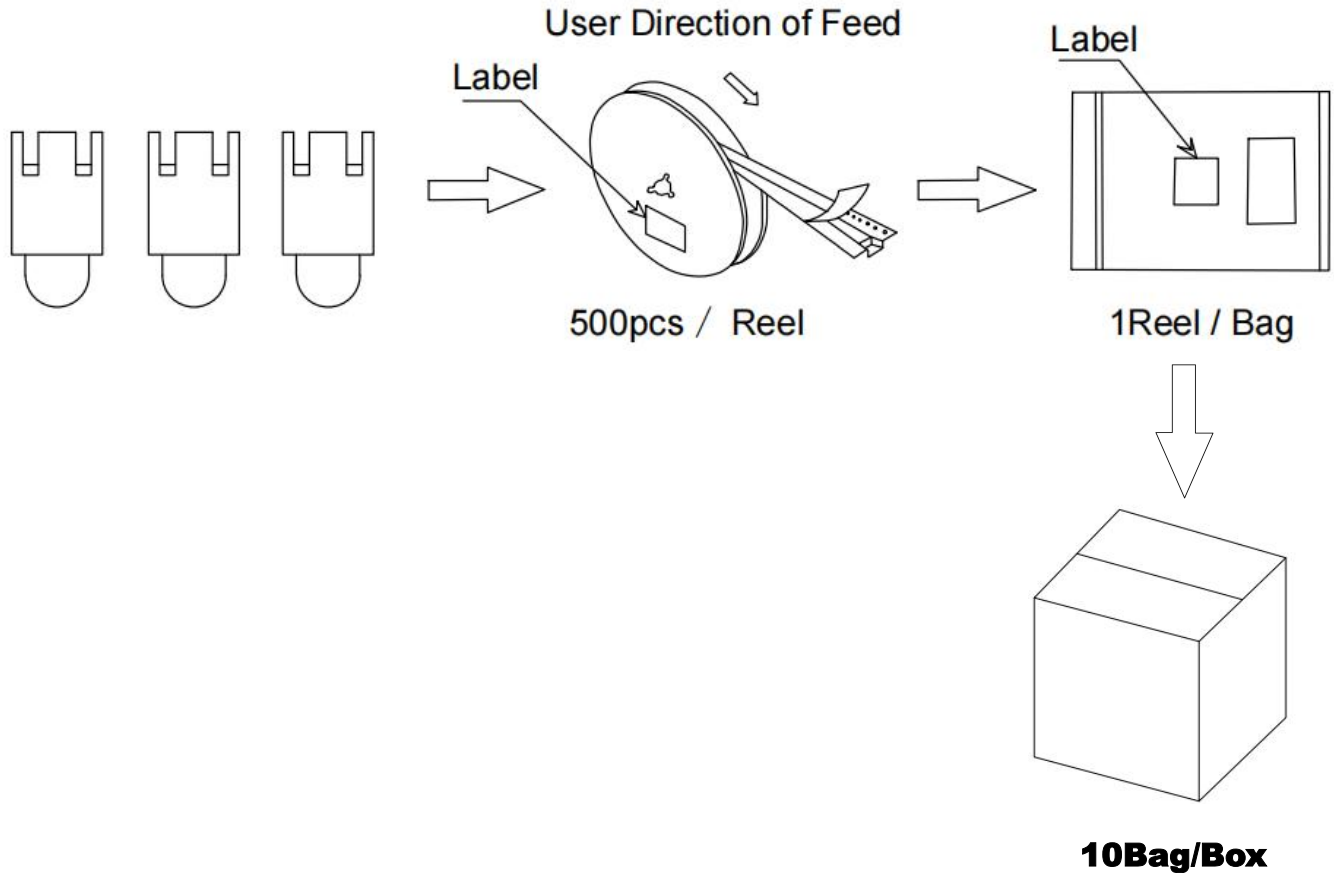 User Direction of Feed
Label
Label
500pcs / Reel
1Reel / Bag
10Bag/Box